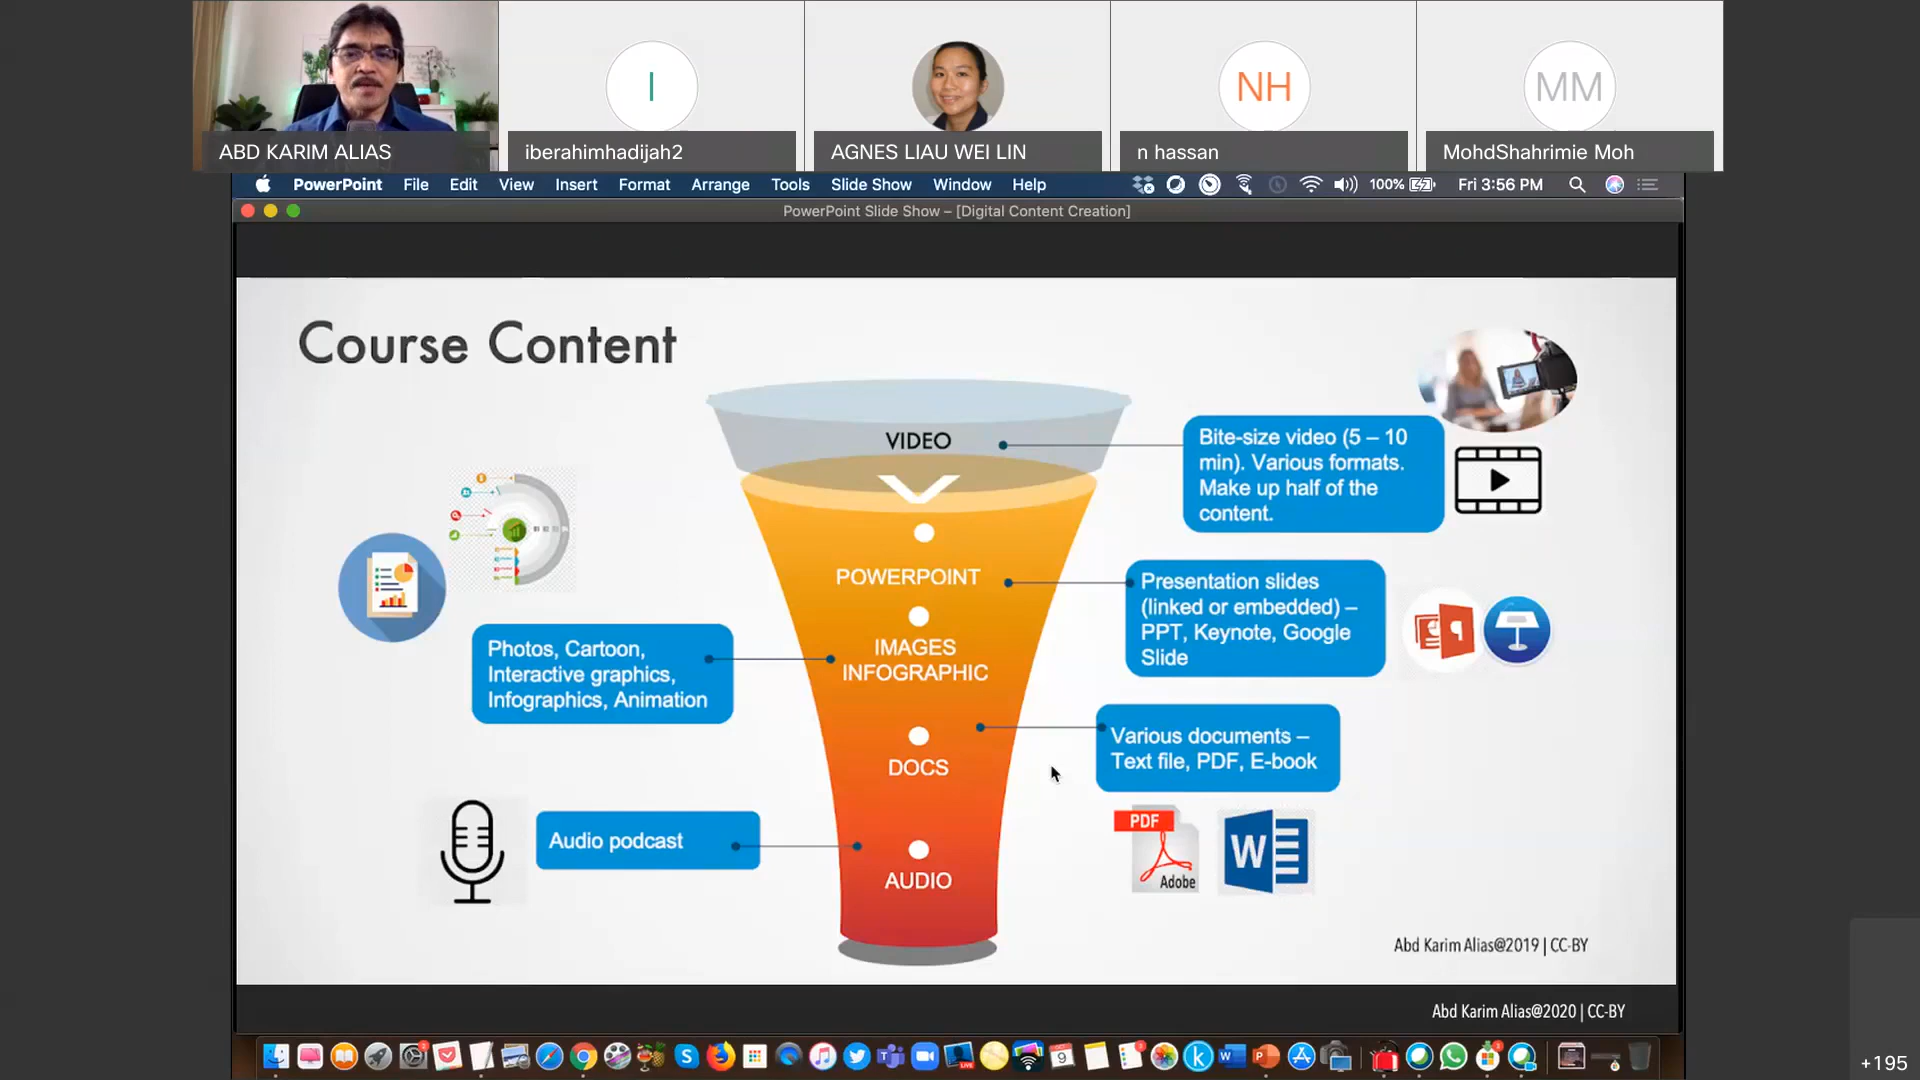 I
NH
MM
ABD KARIM ALIAS
iberahimhadijah2
AGNES LIAU WEI LIN
n hassan
MohdShahrimie Moh
PowerPoint File Edit View Insert Format Arrange Tools Slide Show Window Help 100% Fri 3:56 PM
PowerPoint Slide Show – [Digital Content Creation]
Course Content
VIDEO
Bite-size video (5 – 10
min). Various formats.
Make up half of the
content.
POWERPOINT
Presentation slides
(linked or embedded) –
PPT, Keynote, Google
Slide
IMAGES
INFOGRAPHIC
Photos, Cartoon,
Interactive graphics,
Infographics, Animation
DOCS
Various documents –
Text file, PDF, E-book
PDF
Adobe
W
Audio podcast
AUDIO
Abd Karim Alias@2019 | CC-BY
Abd Karim Alias@2020 | CC-BY
+195